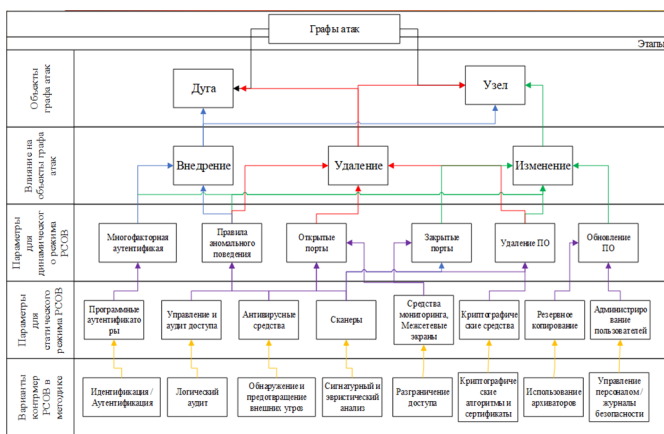 Графы атак
Этапы
Объекты
графа атак
Дуга
Узел
Влияние на
объекты графа
атак
Внедрение
Удаление
Изменение
Параметры
для
динамическог
о режима
РСОВ
Многофакторная
аутентификая
Правила
аномального
поведения
Открытые
порты
Закрытые
порты
Удаление ПО
Обновление
ПО
Параметры
для
статического
режима РСОВ
Программные
аутентификато
ры
Управление и
аудит доступа
Антивирусные
средства
Сканеры
Средства
мониторинга,
Межсетевые
экраны
Криптографич
еские средства
Резервное
копирование
Администриро
вание
пользователей
Варианты
контрмер
РСОВ в
методике
Идентификация /
Аутентификация
Логический
аудит
Обнаружение и
предотвращение
внешних угроз
Сигнатурный и
эвристический
анализ
Разграничение
доступа
Криптографиче
ские
алгоритмы и
сертификаты
Использование
архиваторов
Управление
персоналом /
журналы
безопасности